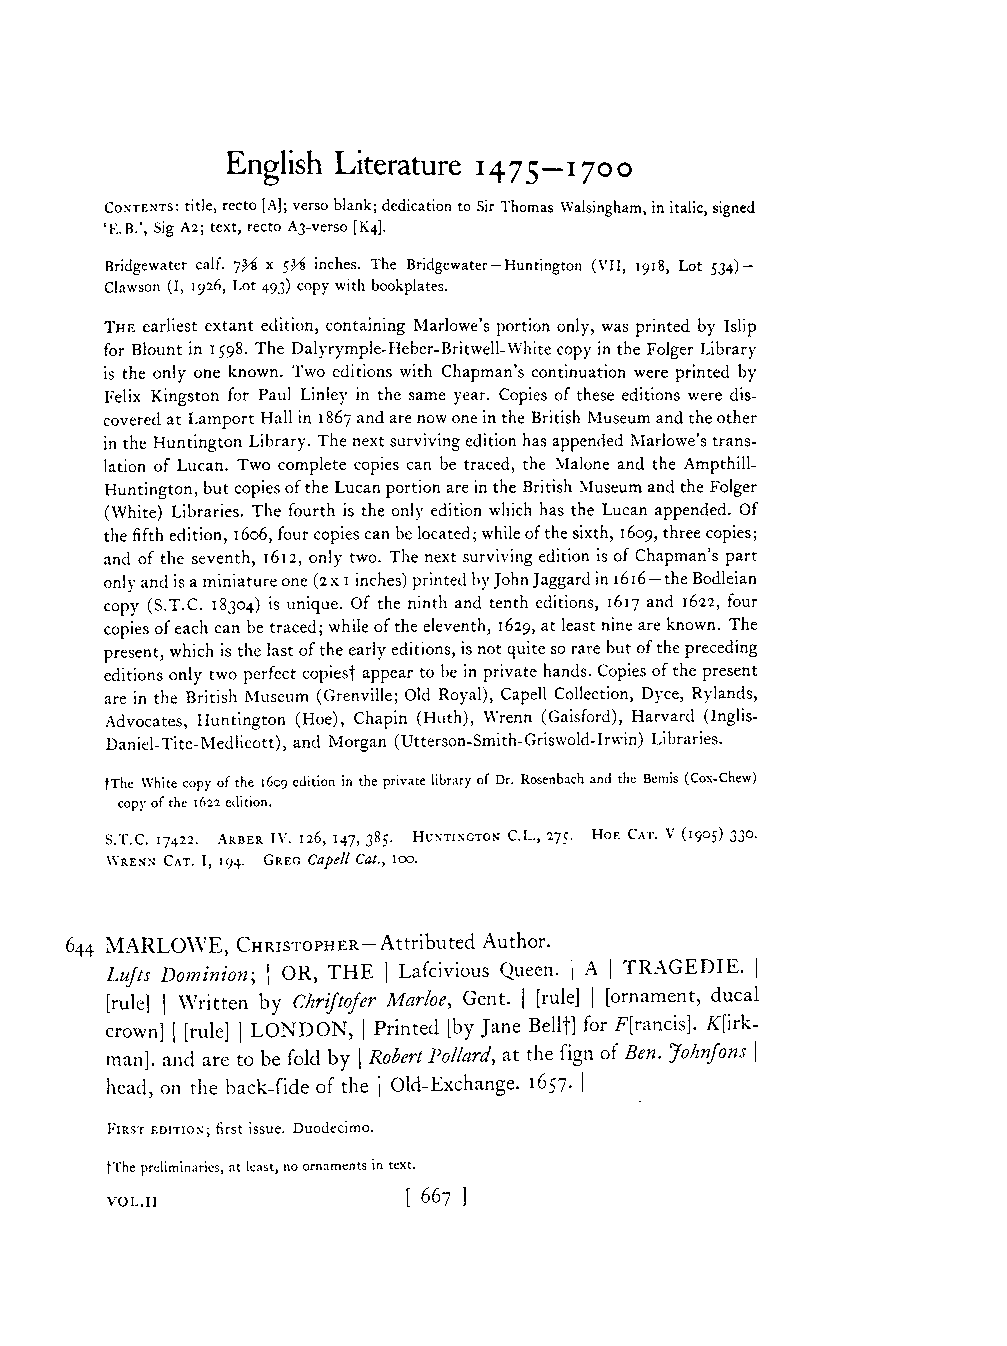 English Literature 1475–1700
CONTENTS: title, recto [A]; verso blank; dedication to Sir Thomas Walsingham, in italic, signed
'E.B.', Sig A2; text, recto A3-verso [K4].
Bridgewater calf. 7⅜ x 5⅜ inches. The Bridgewater—Huntington (VII, 1918, Lot 534)—
Clawson (I, 1926, Lot 493) copy with bookplates.
THE earliest extant edition, containing Marlowe's portion only, was printed by Islip
for Blount in 1598. The Dalyrymple-Heber-Britwell-White copy in the Folger Library
is the only one known. Two editions with Chapman's continuation were printed by
Felix Kingston for Paul Linley in the same year. Copies of these editions were dis-
covered at Lamport Hall in 1867 and are now one in the British Museum and the other
in the Huntington Library. The next surviving edition has appended Marlowe's trans-
lation of Lucan. Two complete copies can be traced, the Malone and the Ampthill-
Huntington, but copies of the Lucan portion are in the British Museum and the Folger
(White) Libraries. The fourth is the only edition which has the Lucan appended. Of
the fifth edition, 1606, four copies can be located; while of the sixth, 1609, three copies;
and of the seventh, 1612, only two. The next surviving edition is of Chapman's part
only and is a miniature one (2 x 1 inches) printed by John Jaggard in 1616—the Bodleian
copy (S.T.C. 18304) is unique. Of the ninth and tenth editions, 1617 and 1622, four
copies of each can be traced; while of the eleventh, 1629, at least nine are known. The
present, which is the last of the early editions, is not quite so rare but of the preceding
editions only two perfect copies† appear to be in private hands. Copies of the present
are in the British Museum (Grenville; Old Royal), Capell Collection, Dyce, Rylands,
Advocates, Huntington (Hoe), Chapin (Huth), Wrenn (Gaisford), Harvard (Inglis-
Daniel-Tite-Medlicott), and Morgan (Utterson-Smith-Griswold-Irwin) Libraries.
†The White copy of the 1609 edition in the private library of Dr. Rosenbach and the Bemis (Cox-Chew)
copy of the 1622 edition.
S.T.C. 17422. ARBER IV. 126, 147, 385. HUNTINGTON C.L., 275. HOE CAT. V (1905) 330.
WRENN CAT. I, 194. GREG Capell Cat., 100.
644 MARLOWE, CHRISTOPHER—Attributed Author.
Luſts Dominion; | OR, THE | Laſcivious Queen. | A | TRAGEDIE. |
[rule] | Written by Chriſtofer Marloe, Gent. | [rule] | [ornament, ducal
crown] | [rule] | LONDON, | Printed [by Jane Bell†] for F[rancis]. K[irk-
man]. and are to be ſold by | Robert Pollard, at the ſign of Ben. Johnſons |
head, on the back-ſide of the | Old-Exchange. 1657. |
FIRST EDITION; first issue. Duodecimo.
†The preliminaries, at least, no ornaments in text.
VOL.II [ 667 ]